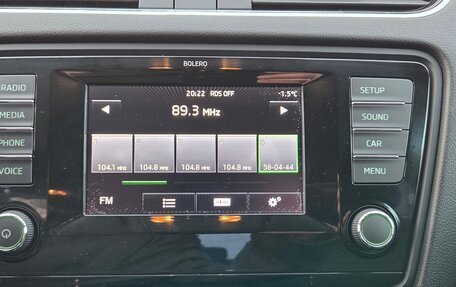 BOLERO
RADIO
MEDIA
PHONE
VOICE
20:22 RDS OFF -1.5°C
89.3 MHz
104.1 MHz 104.8 MHz 104.8 MHz 104.8 MHz 38-04-44
FM
SETUP
SOUND
CAR
MENU